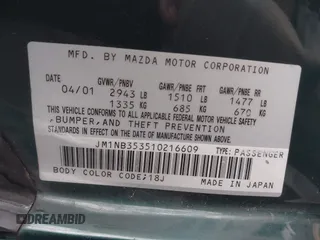 MFD. BY MAZDA MOTOR CORPORATION
GVWR/PNBV GAWR/PNBE FRT GAWR/PNBE RR
04/01 2943 LB 1510 LB 1477 LB
1335 KG 685 KG 670 KG
THIS VEHICLE CONFORMS TO ALL
APPLICABLE FEDERAL MOTOR VEHICLE SAFETY
,BUMPER,AND THEFT PREVENTION
STANDARDS IN EFFECT ON THE DATE OF
MANUFACTURE SHOWN ABOVE.
JM1NB353510216609 TYPE:PASSENGER
BODY COLOR CODE:18J MADE IN JAPAN
DREAMBID